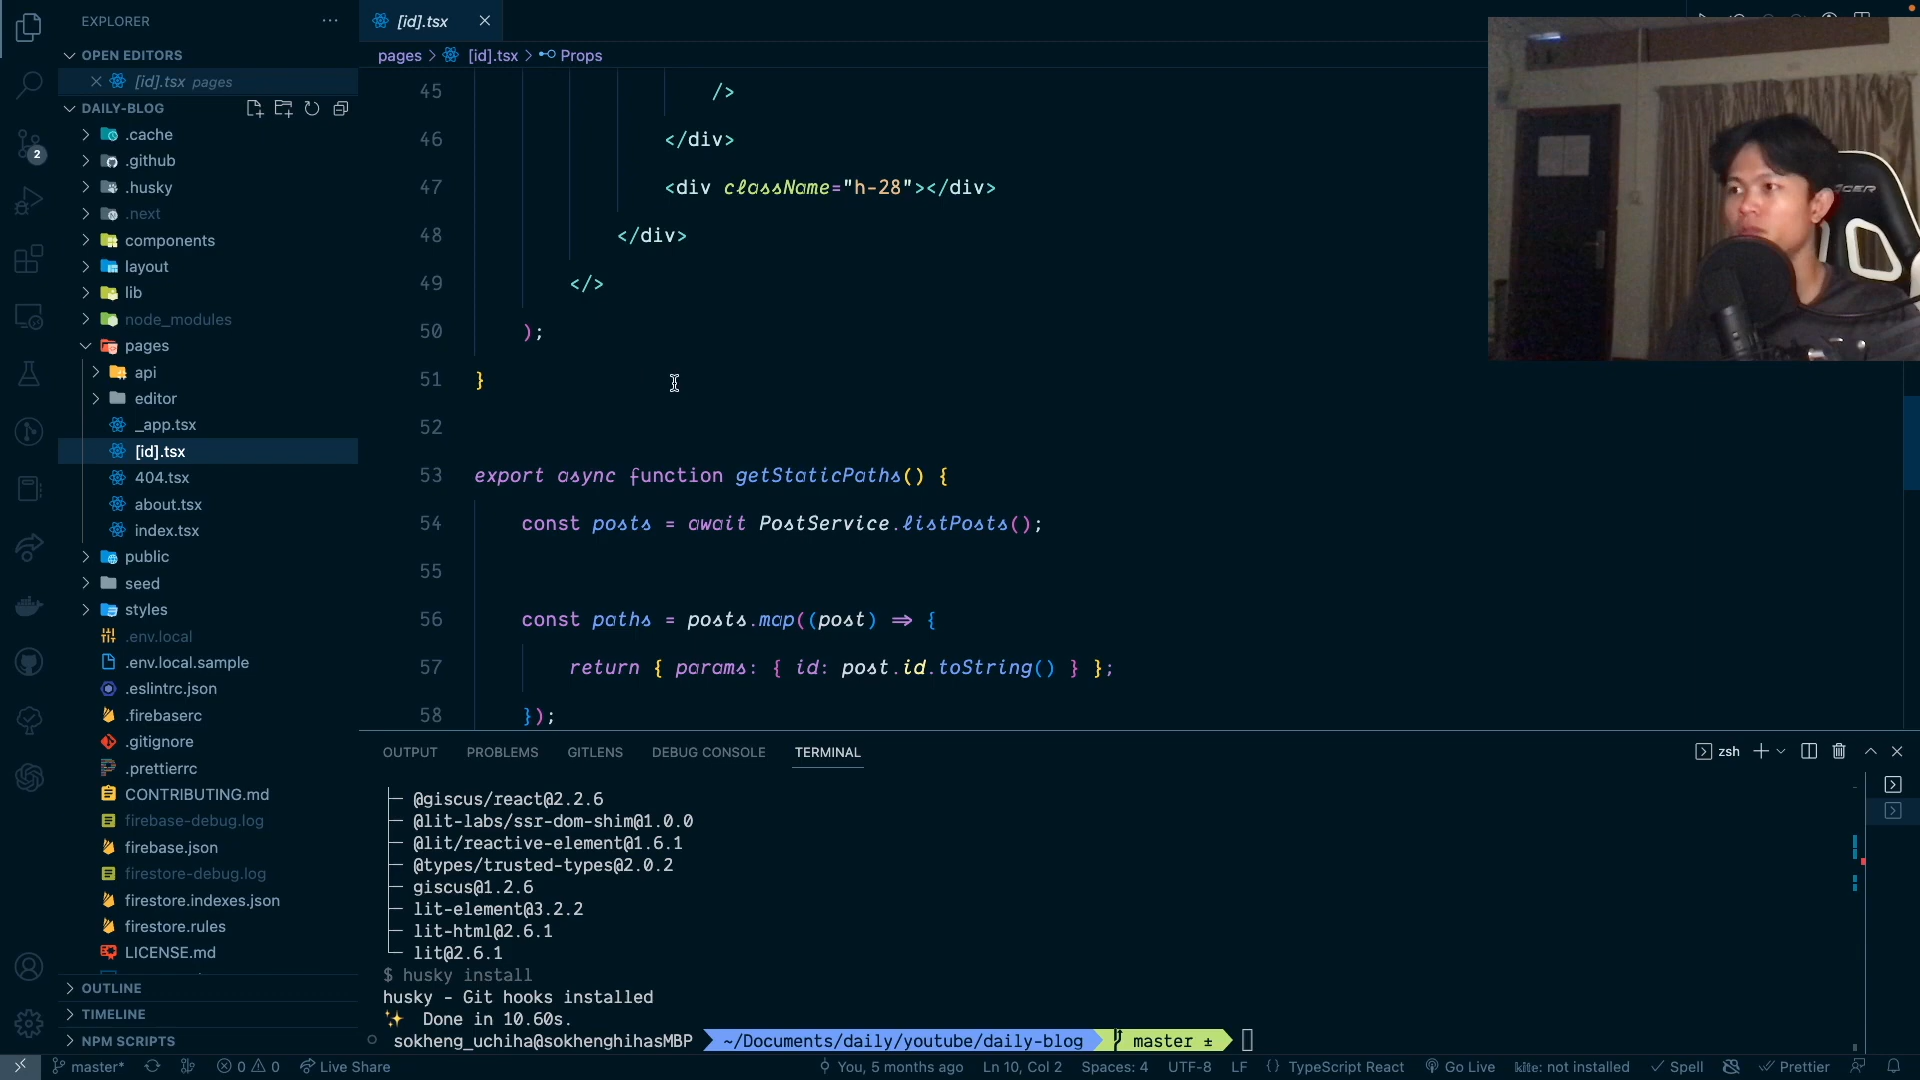 EXPLORER
OPEN EDITORS
[id].tsx pages
DAILY-BLOG
.cache
.github
.husky
.next
components
layout
lib
node_modules
pages
api
editor
_app.tsx
[id].tsx
404.tsx
about.tsx
index.tsx
public
seed
styles
.env.local
.env.local.sample
.eslintrc.json
.firebaserc
.gitignore
.prettierrc
CONTRIBUTING.md
firebase-debug.log
firebase.json
firestore-debug.log
firestore.indexes.json
firestore.rules
LICENSE.md
OUTLINE
TIMELINE
NPM SCRIPTS
2
[id].tsx
pages > [id].tsx > Props
45 />
46 </div>
47 <div className="h-28"></div>
48 </div>
49 </>
50 );
51 }
52
53 export async function getStaticPaths() {
54 const posts = await PostService.listPosts();
55
56 const paths = posts.map((post) => {
57 return { params: { id: post.id.toString() } };
58 });
ACER
OUTPUT PROBLEMS GITLENS DEBUG CONSOLE TERMINAL
zsh
├─ @giscus/react@2.2.6
├─ @lit-labs/ssr-dom-shim@1.0.0
├─ @lit/reactive-element@1.6.1
├─ @types/trusted-types@2.0.2
├─ giscus@1.2.6
├─ lit-element@3.2.2
├─ lit-html@2.6.1
└─ lit@2.6.1
$ husky install
husky - Git hooks installed
✨ Done in 10.60s.
sokheng_uchiha@sokhenghihasMBP ~/Documents/daily/youtube/daily-blog master ±
master* 0 0 Live Share You, 5 months ago Ln 10, Col 2 Spaces: 4 UTF-8 LF {} TypeScript React Go Live kite: not installed Spell Prettier